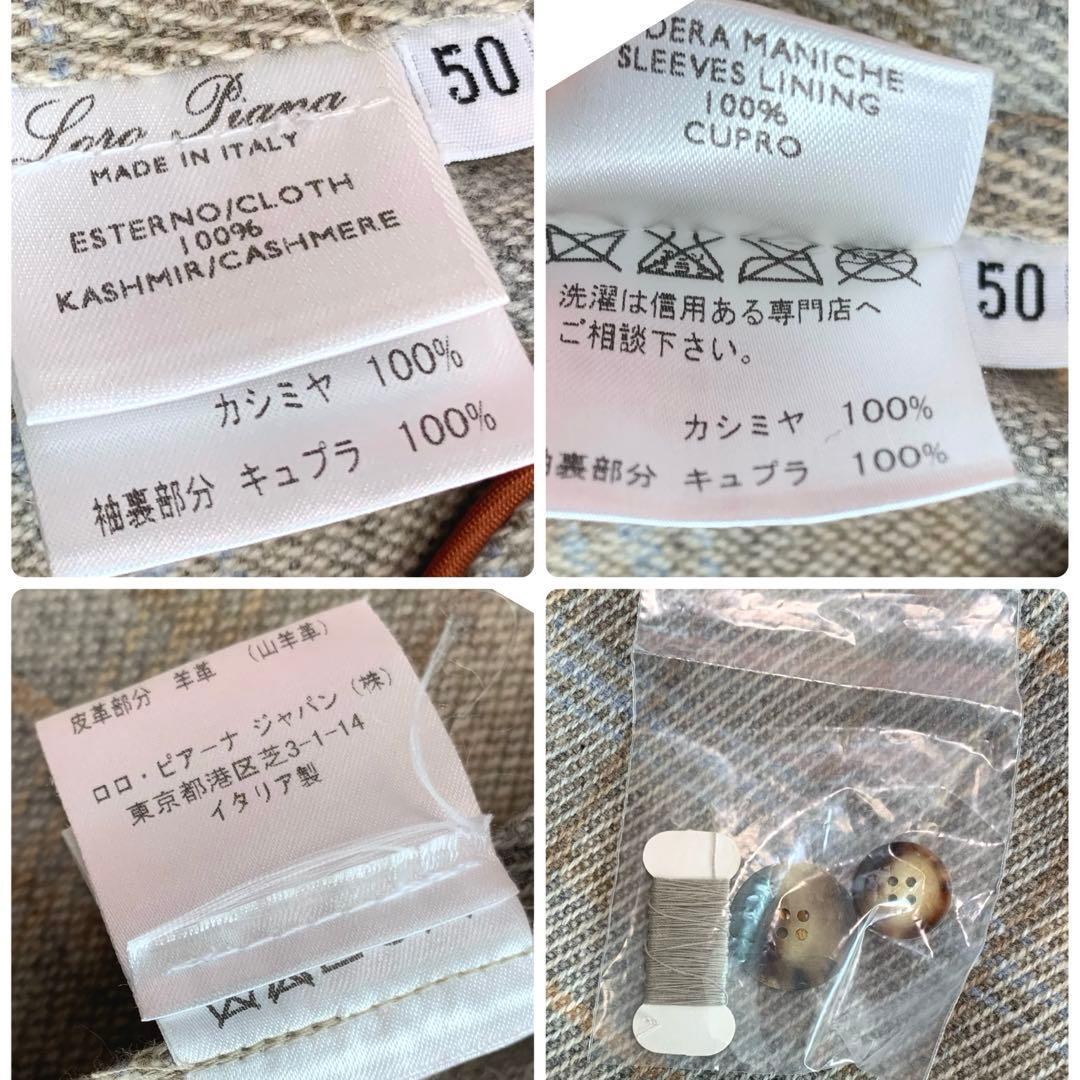 Loro Piana
50
MADE IN ITALY
ESTERNO/CLOTH
100%
KASHMIR/CASHMERE
カシミヤ 100%
袖裏部分 キュプラ 100%
MANICHE
SLEEVES LINING
100%
CUPRO
50
洗濯は信用ある専門店へ
ご相談下さい。
カシミヤ 100%
袖裏部分 キュプラ 100%
皮革部分 羊革 (山羊革)
ロロ・ピアーナ ジャパン (株)
東京都港区芝3-1-14
イタリア製